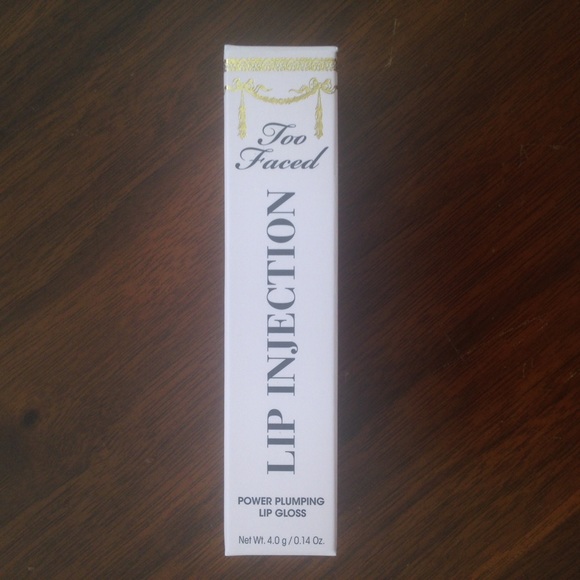 Too
Faced
LIP INJECTION
POWER PLUMPING
LIP GLOSS
Net Wt. 4.0 g / 0.14 Oz.